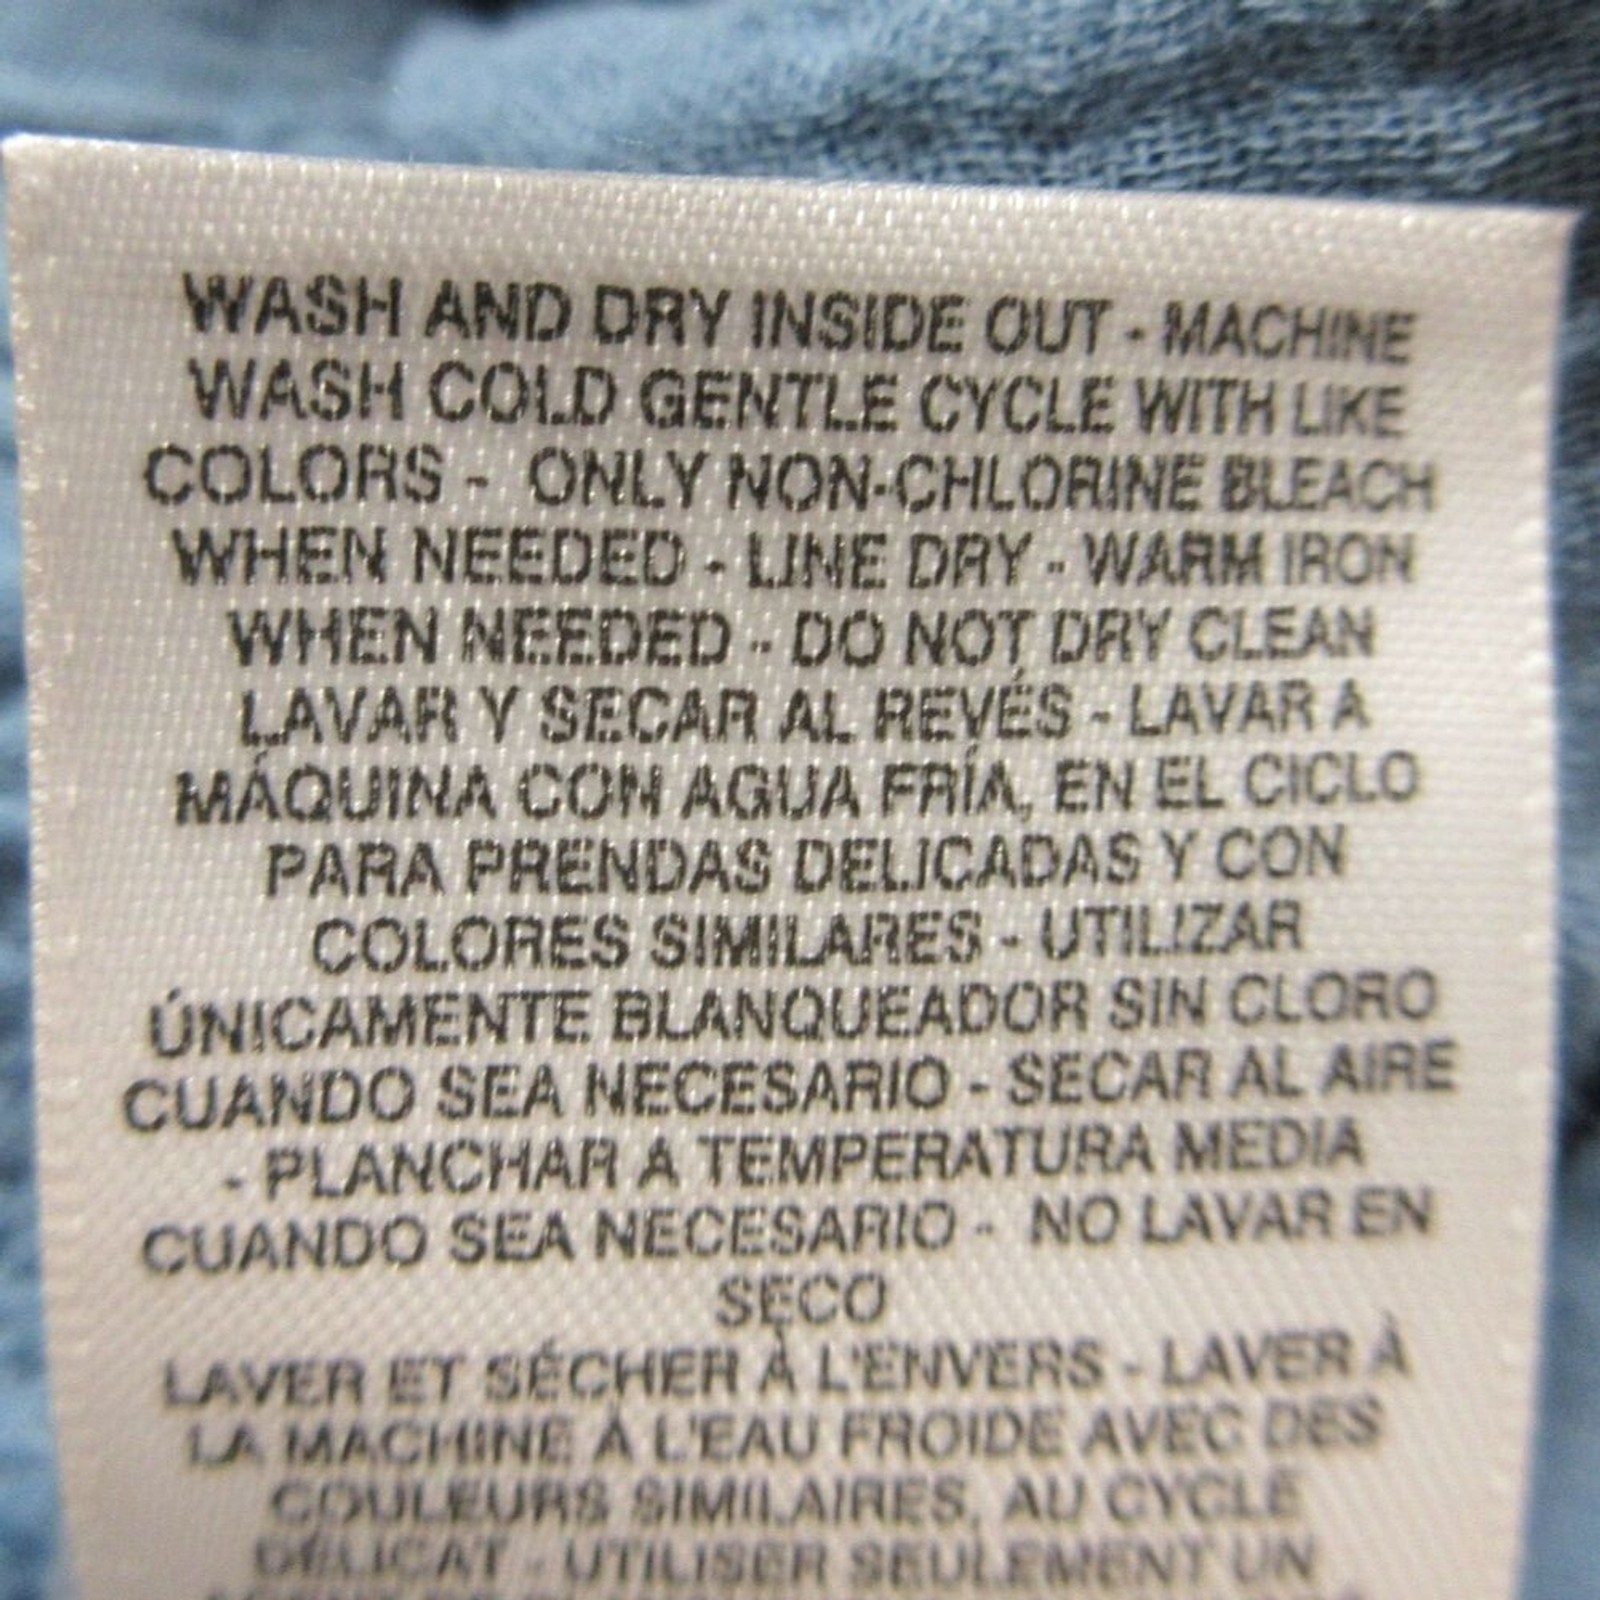 WASH AND DRY INSIDE OUT - MACHINE
WASH COLD GENTLE CYCLE WITH LIKE
COLORS - ONLY NON-CHLORINE BLEACH
WHEN NEEDED - LINE DRY - WARM IRON
WHEN NEEDED - DO NOT DRY CLEAN
LAVAR Y SECAR AL REVÉS - LAVAR A
MÁQUINA CON AGUA FRÍA, EN EL CICLO
PARA PRENDAS DELICADAS Y CON
COLORES SIMILARES - UTILIZAR
ÚNICAMENTE BLANQUEADOR SIN CLORO
CUANDO SEA NECESARIO - SECAR AL AIRE
- PLANCHAR A TEMPERATURA MEDIA
CUANDO SEA NECESARIO - NO LAVAR EN
SECO
LAVER ET SÉCHER À L'ENVERS - LAVER À
LA MACHINE À L'EAU FROIDE AVEC DES
COULEURS SIMILAIRES, AU CYCLE
DÉLICAT - UTILISER SEULEMENT UN